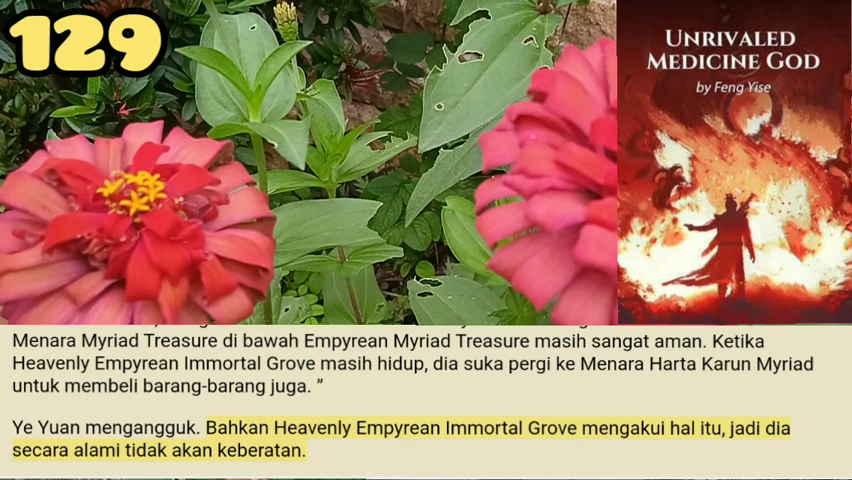 129
UNRIVALED
MEDICINE GOD
by Feng Yise
Menara Myriad Treasure di bawah Empyrean Myriad Treasure masih sangat aman. Ketika
Heavenly Empyrean Immortal Grove masih hidup, dia suka pergi ke Menara Harta Karun Myriad
untuk membeli barang-barang juga. ”
Ye Yuan mengangguk. Bahkan Heavenly Empyrean Immortal Grove mengakui hal itu, jadi dia
secara alami tidak akan keberatan.